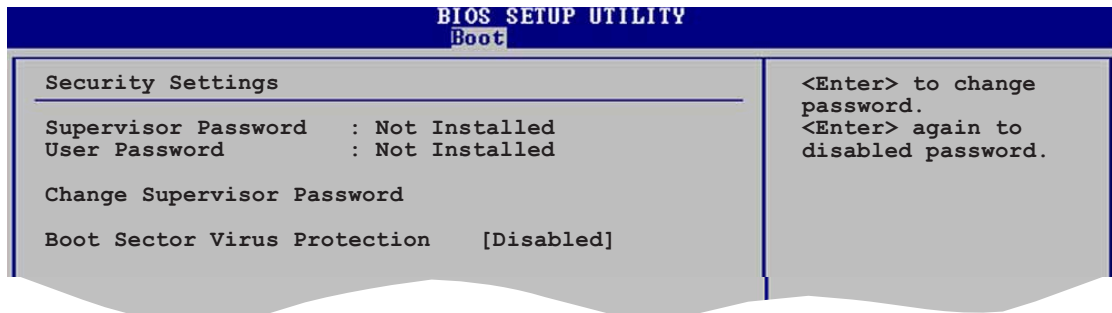 BIOS SETUP UTILITY
Boot
Security Settings
Supervisor Password : Not Installed
User Password : Not Installed
Change Supervisor Password
Boot Sector Virus Protection [Disabled]
<Enter> to change
password.
<Enter> again to
disabled password.